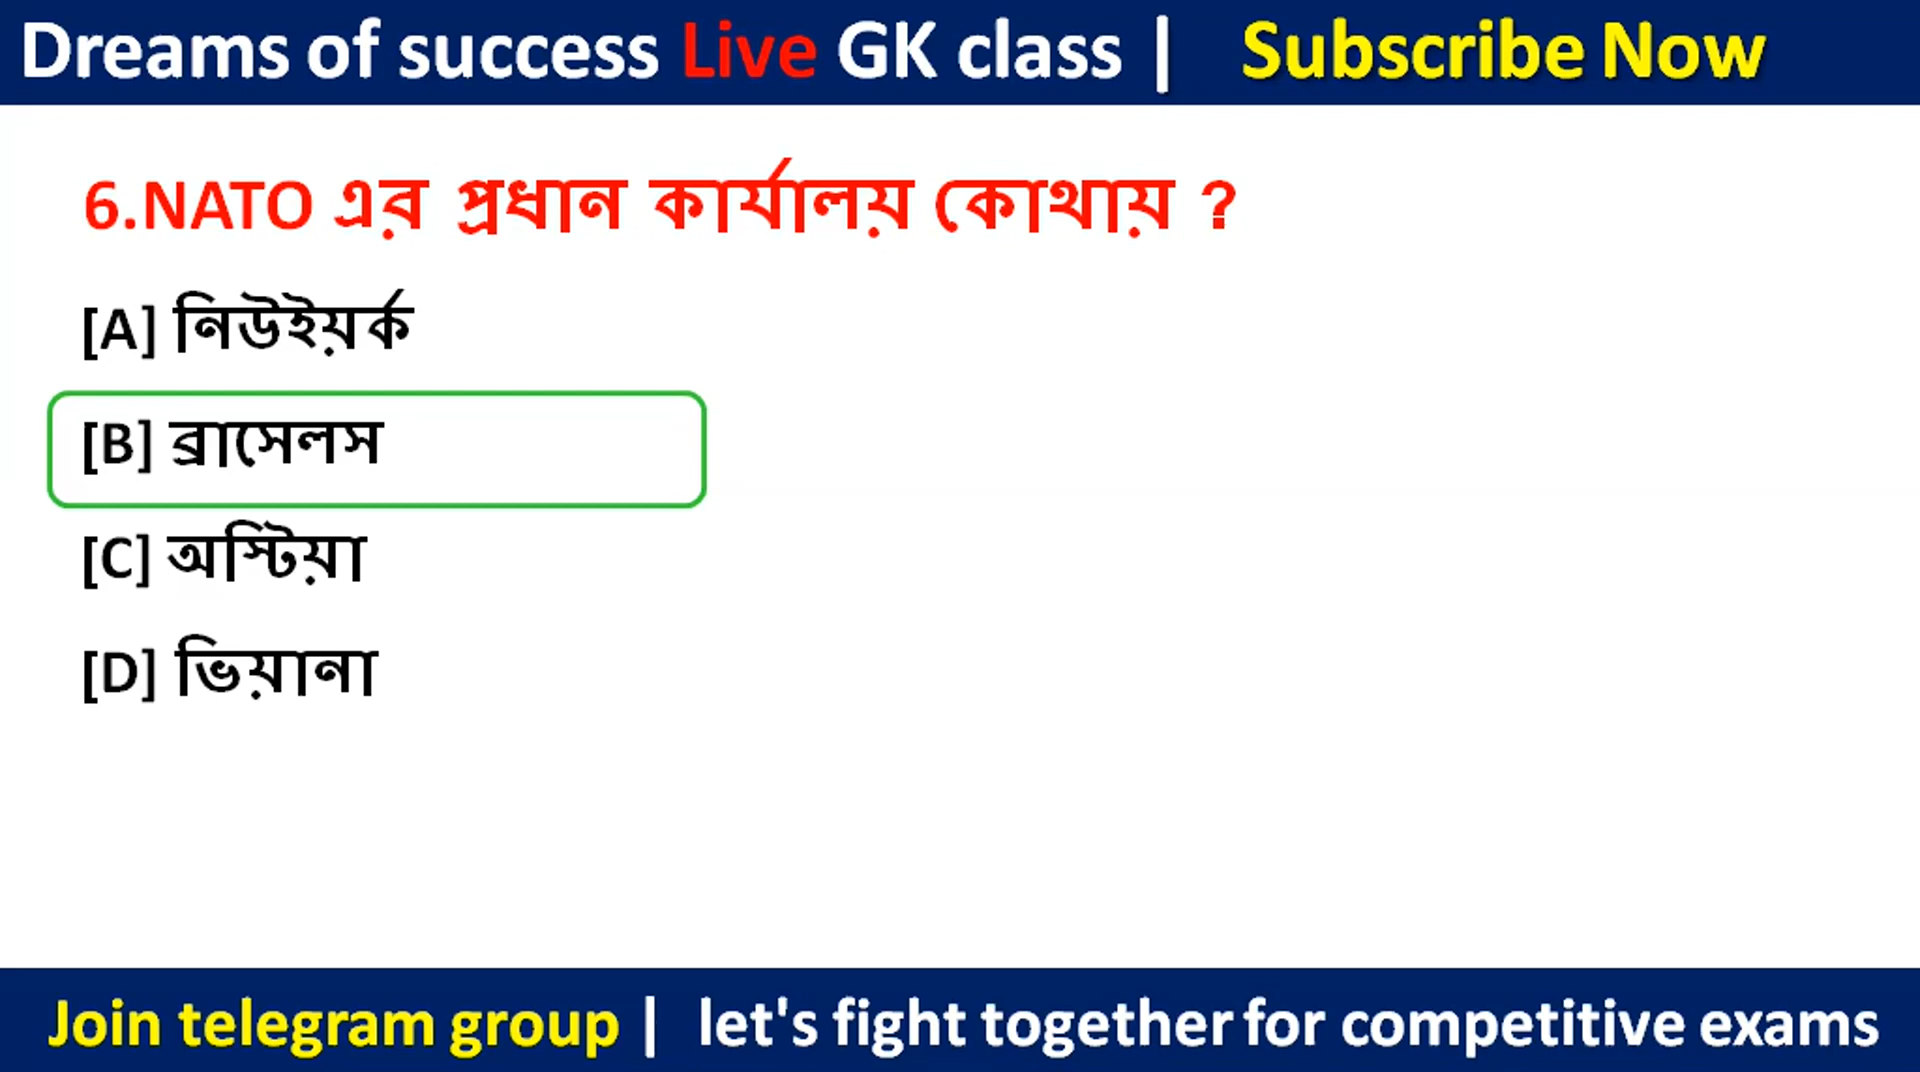 Dreams of success Live GK class | Subscribe Now
6.NATO এর প্রধান কার্যালয় কোথায় ?
[A] নিউইয়র্ক
[B] ব্রাসেলস
[C] অস্টিয়া
[D] ভিয়ানা
Join telegram group | let's fight together for competitive exams